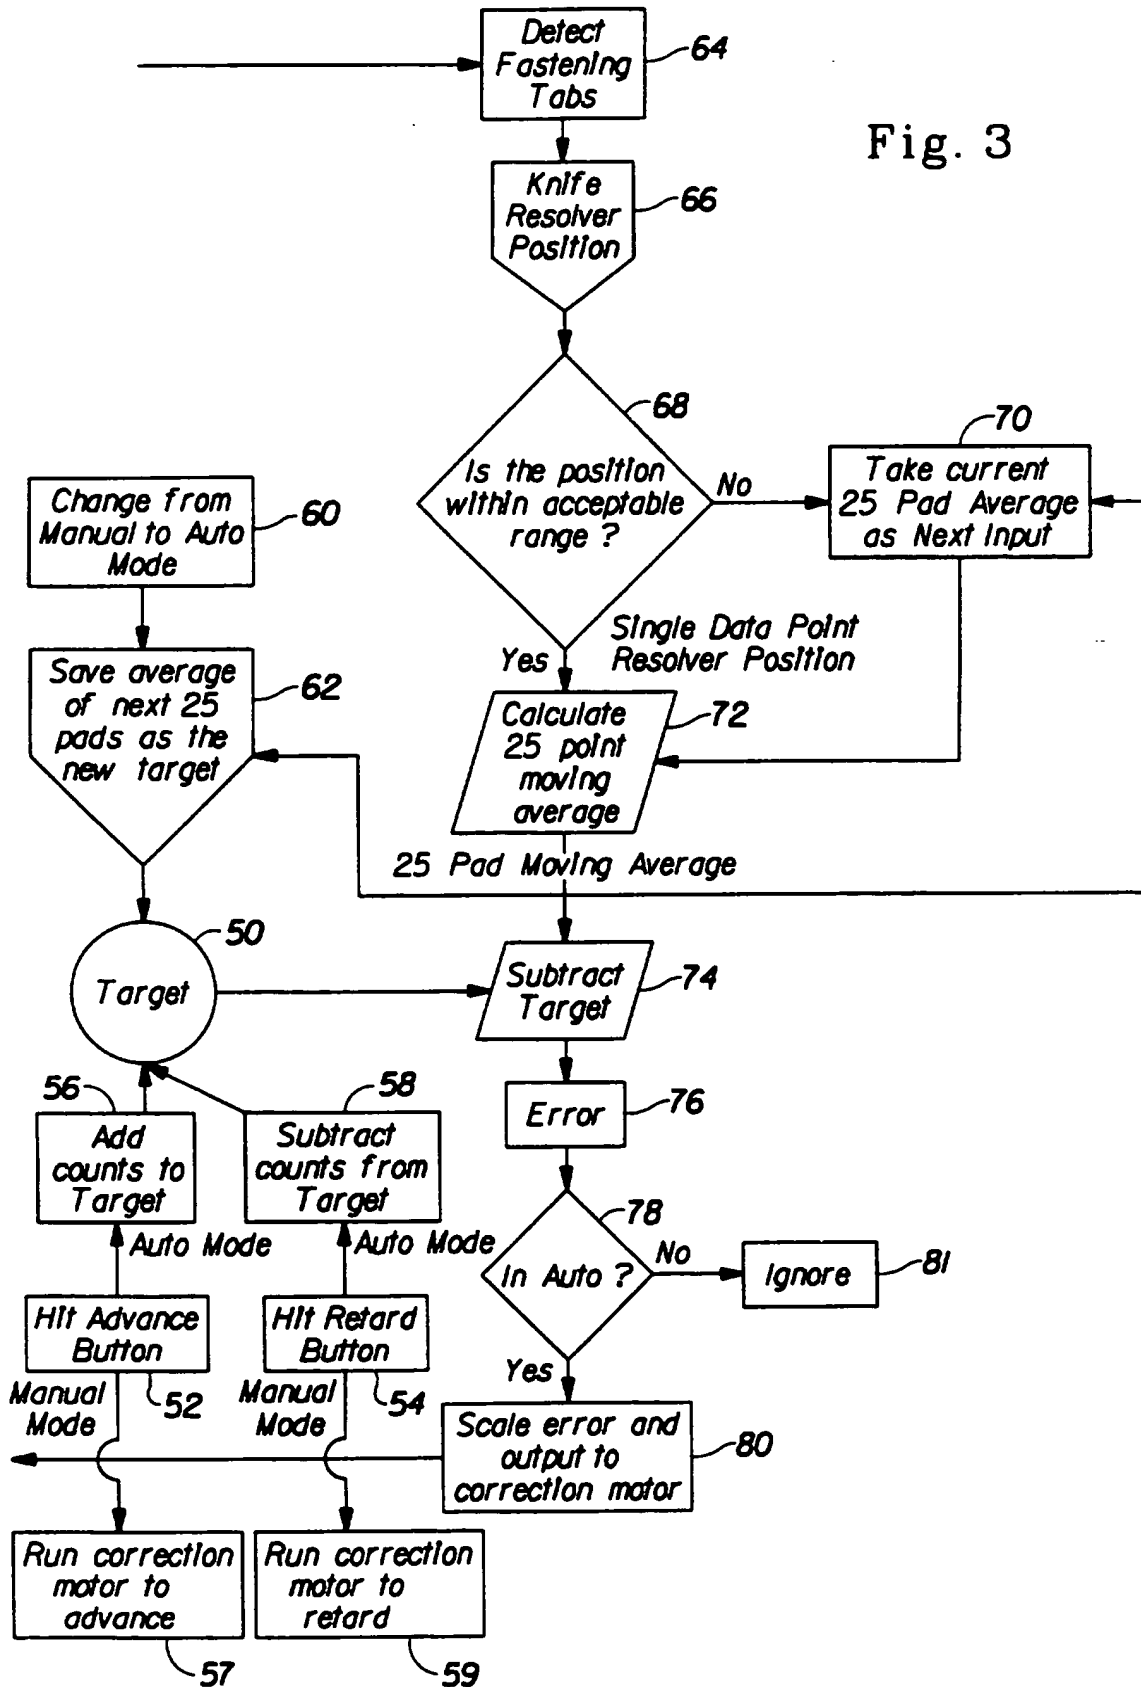 Detect
Fastening
Tabs
64
Fig. 3
Knife
Resolver
Position
66
68
70
Is the position
within acceptable
range ?
No
Take current
25 Pad Average
as Next Input
Change from
Manual to Auto
Mode
60
Single Data Point
Resolver Position
Yes
Save average
of next 25
pads as the
new target
62
Calculate
25 point
moving
average
72
25 Pad Moving Average
50
Target
Subtract
Target
74
56
58
Error
76
Add
counts to
Target
Subtract
counts from
Target
Auto Mode
Auto Mode
78
In Auto ?
No
Ignore
81
Hit Advance
Button
Hit Retard
Button
52
54
Manual
Mode
Manual
Mode
Yes
Scale error and
output to
correction motor
80
Run correction
motor to
advance
Run correction
motor to
retard
57
59